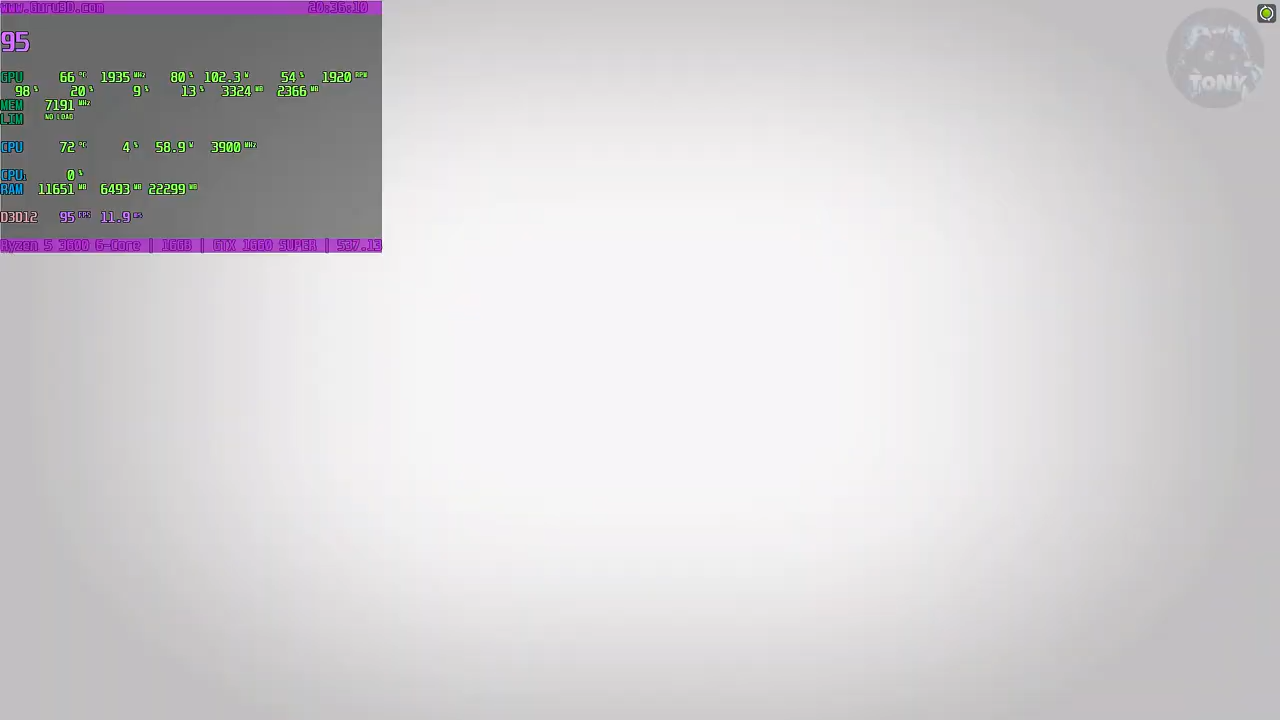 www.Guru3D.com 20:36:10
95
GPU 66 °C 1935 MHz 80 % 102.3 W 54 % 1920 RPM
98 % 20 % 9 % 13 % 3324 MB 2366 MB
MEM 7191 MHz
LIM NO LOAD
CPU 72 °C 4 % 58.9 W 3900 MHz
CPU1 0 %
RAM 11651 MB 6493 MB 22299 MB
D3D12 95 FPS 11.9 ms
Ryzen 5 3600 6-Core | 16GB | GTX 1660 SUPER | 537.13
TONY